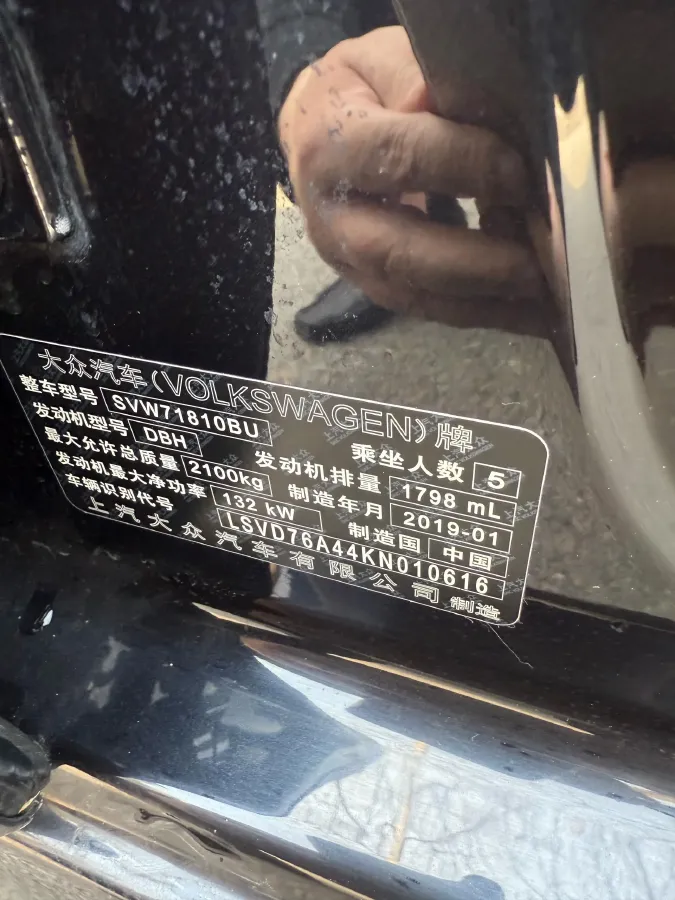 大众汽车(VOLKSWAGEN)牌
整车型号 SVW71810BU 乘坐人数 5
发动机型号 DBH 发动机排量 1798 mL
最大允许总质量 2100kg 制造年月 2019-01
发动机最大净功率 132 kW 制造国 中国
车辆识别代号 LSVD76A44KN010616
上汽大众汽车有限公司 制造